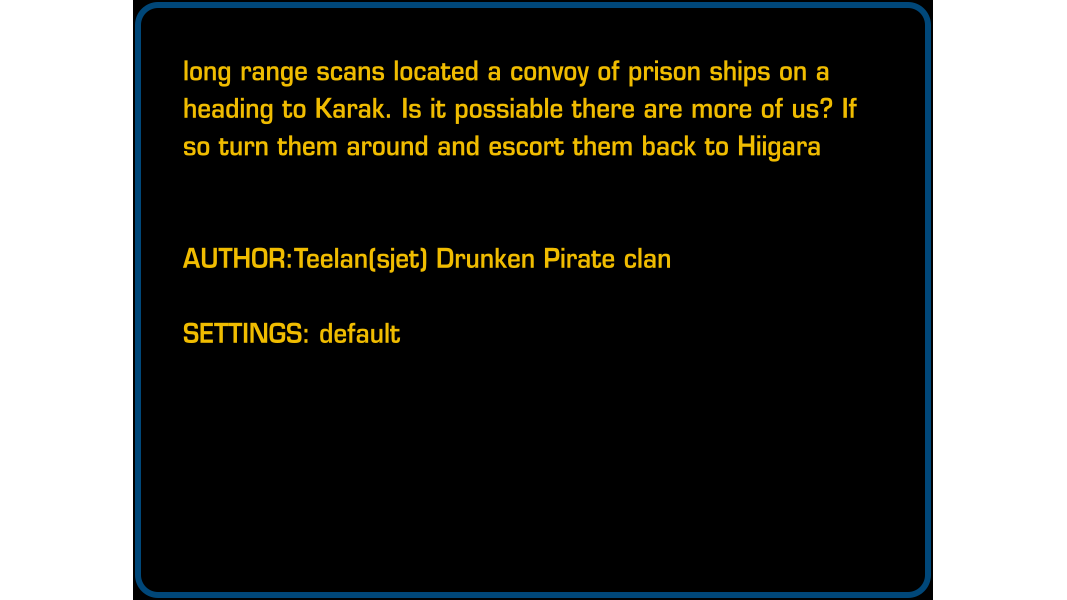 long range scans located a convoy of prison ships on a
heading to Karak. Is it possiable there are more of us? If
so turn them around and escort them back to Hiigara
AUTHOR:Teelan(sjet) Drunken Pirate clan
SETTINGS: default